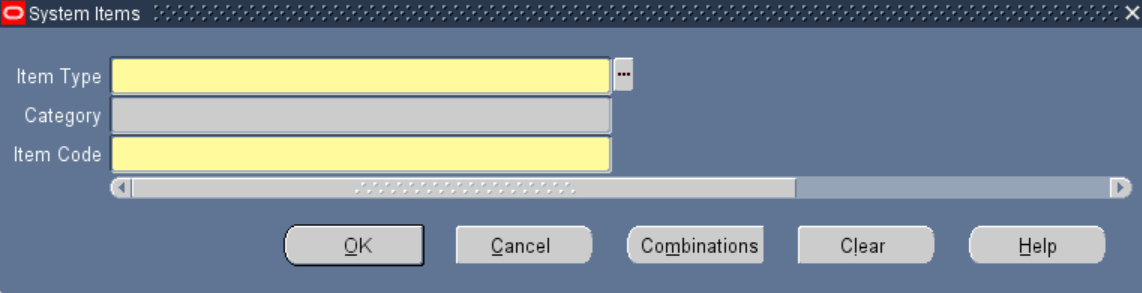 System Items
Item Type
Category
Item Code
OK Cancel Combinations Clear Help